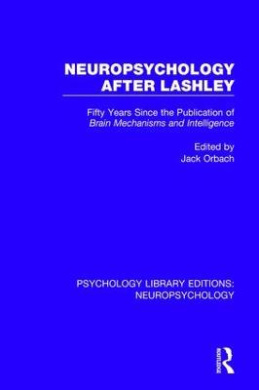 NEUROPSYCHOLOGY
AFTER LASHLEY
Fifty Years Since the Publication of
Brain Mechanisms and Intelligence
Edited by
Jack Orbach
PSYCHOLOGY LIBRARY EDITIONS:
NEUROPSYCHOLOGY
ROUTLEDGE